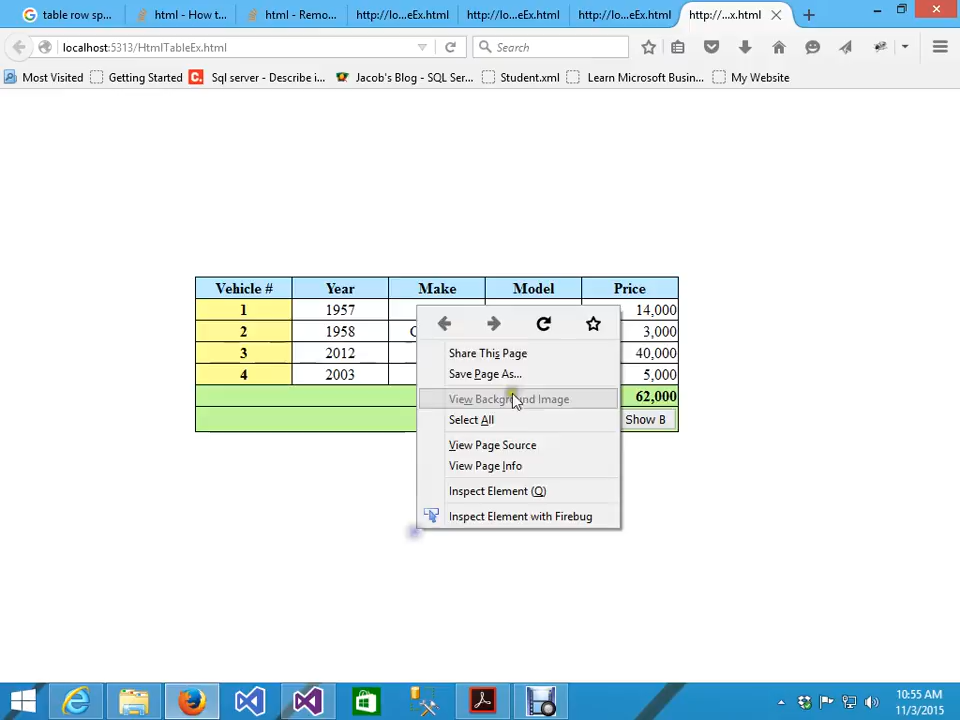 table row sp...
html - How t...
html - Remo...
http://lo...eEx.html
http://lo...eEx.html
http://lo...eEx.html
http://...x.html
localhost:5313/HtmlTableEx.html
Search
Most Visited
Getting Started
Sql server - Describe i...
Jacob's Blog - SQL Ser...
Student.xml
Learn Microsoft Busin...
My Website
Vehicle # Year Make Model Price
1 1957 14,000
2 1958 3,000
3 2012 40,000
4 2003 5,000
62,000
Show B
Share This Page
Save Page As...
View Background Image
Select All
View Page Source
View Page Info
Inspect Element (Q)
Inspect Element with Firebug
10:55 AM
11/3/2015